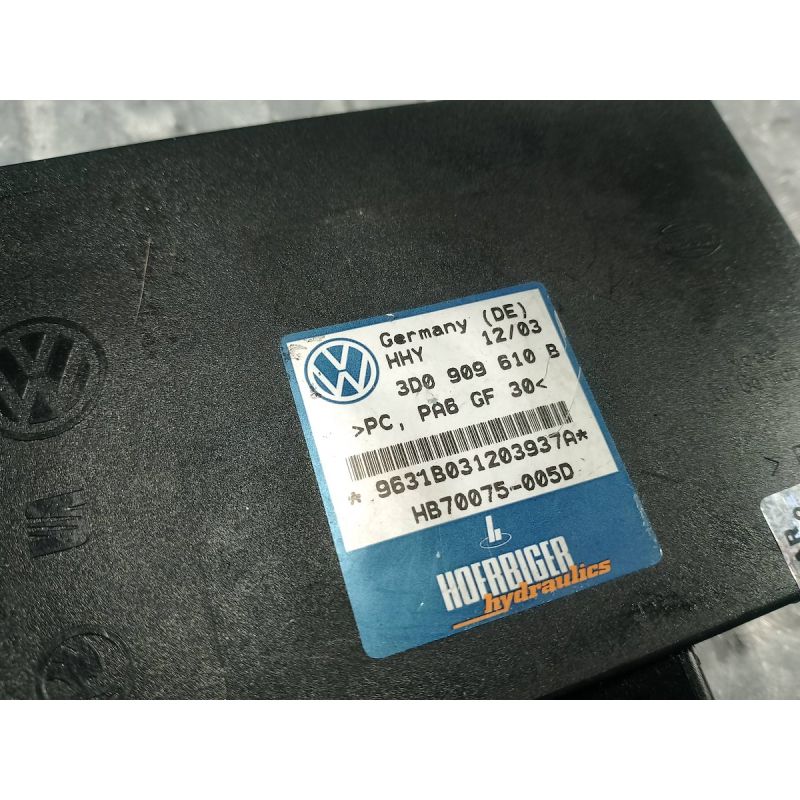 Germany (DE)
HHY 12/03
3D0 909 610 B
>PC, PA6 GF 30<
* 9631B031203937A*
HB70075-005D
HOERBIGER
hydraulics